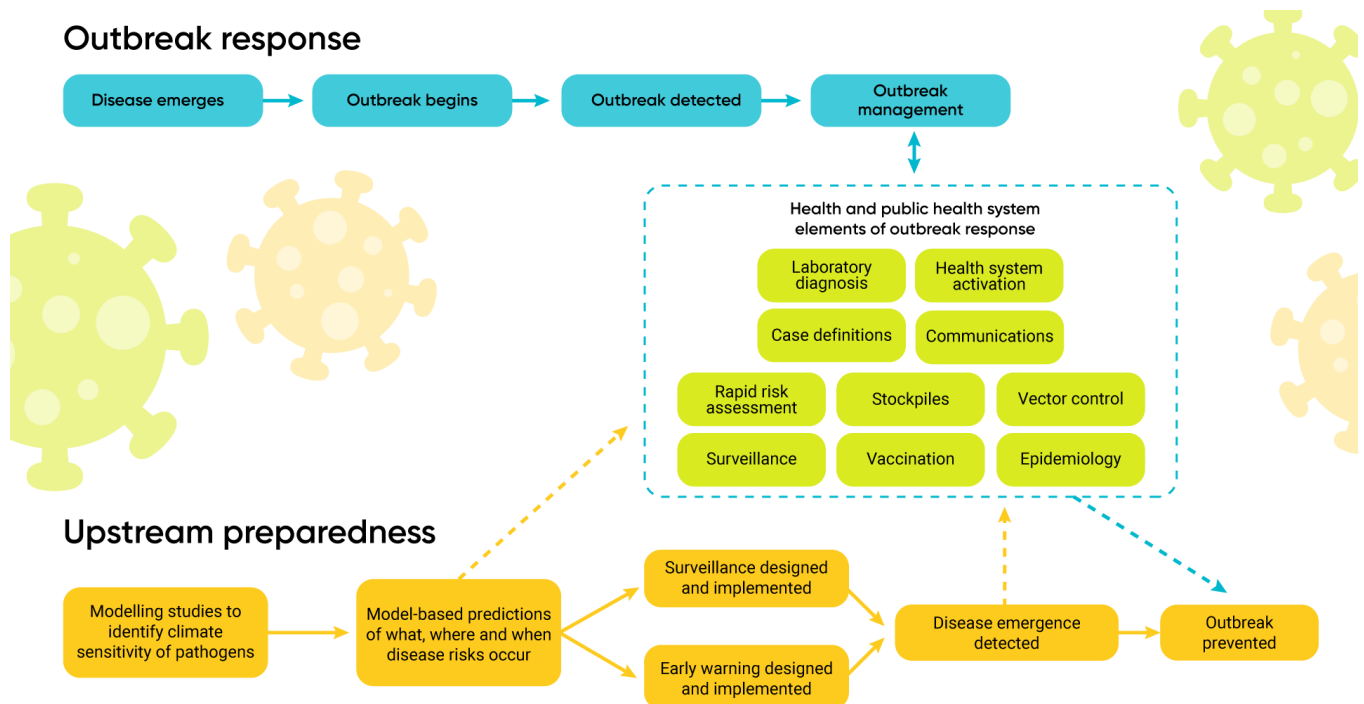 Outbreak response
Disease emerges
Outbreak begins
Outbreak detected
Outbreak
management
Health and public health system
elements of outbreak response
Laboratory
diagnosis
Health system
activation
Case definitions
Communications
Rapid risk
assessment
Stockpiles
Vector control
Surveillance
Vaccination
Epidemiology
Upstream preparedness
Modelling studies to
identify climate
sensitivity of pathogens
Model-based predictions
of what, where and when
disease risks occur
Surveillance designed
and implemented
Early warning designed
and implemented
Disease emergence
detected
Outbreak
prevented